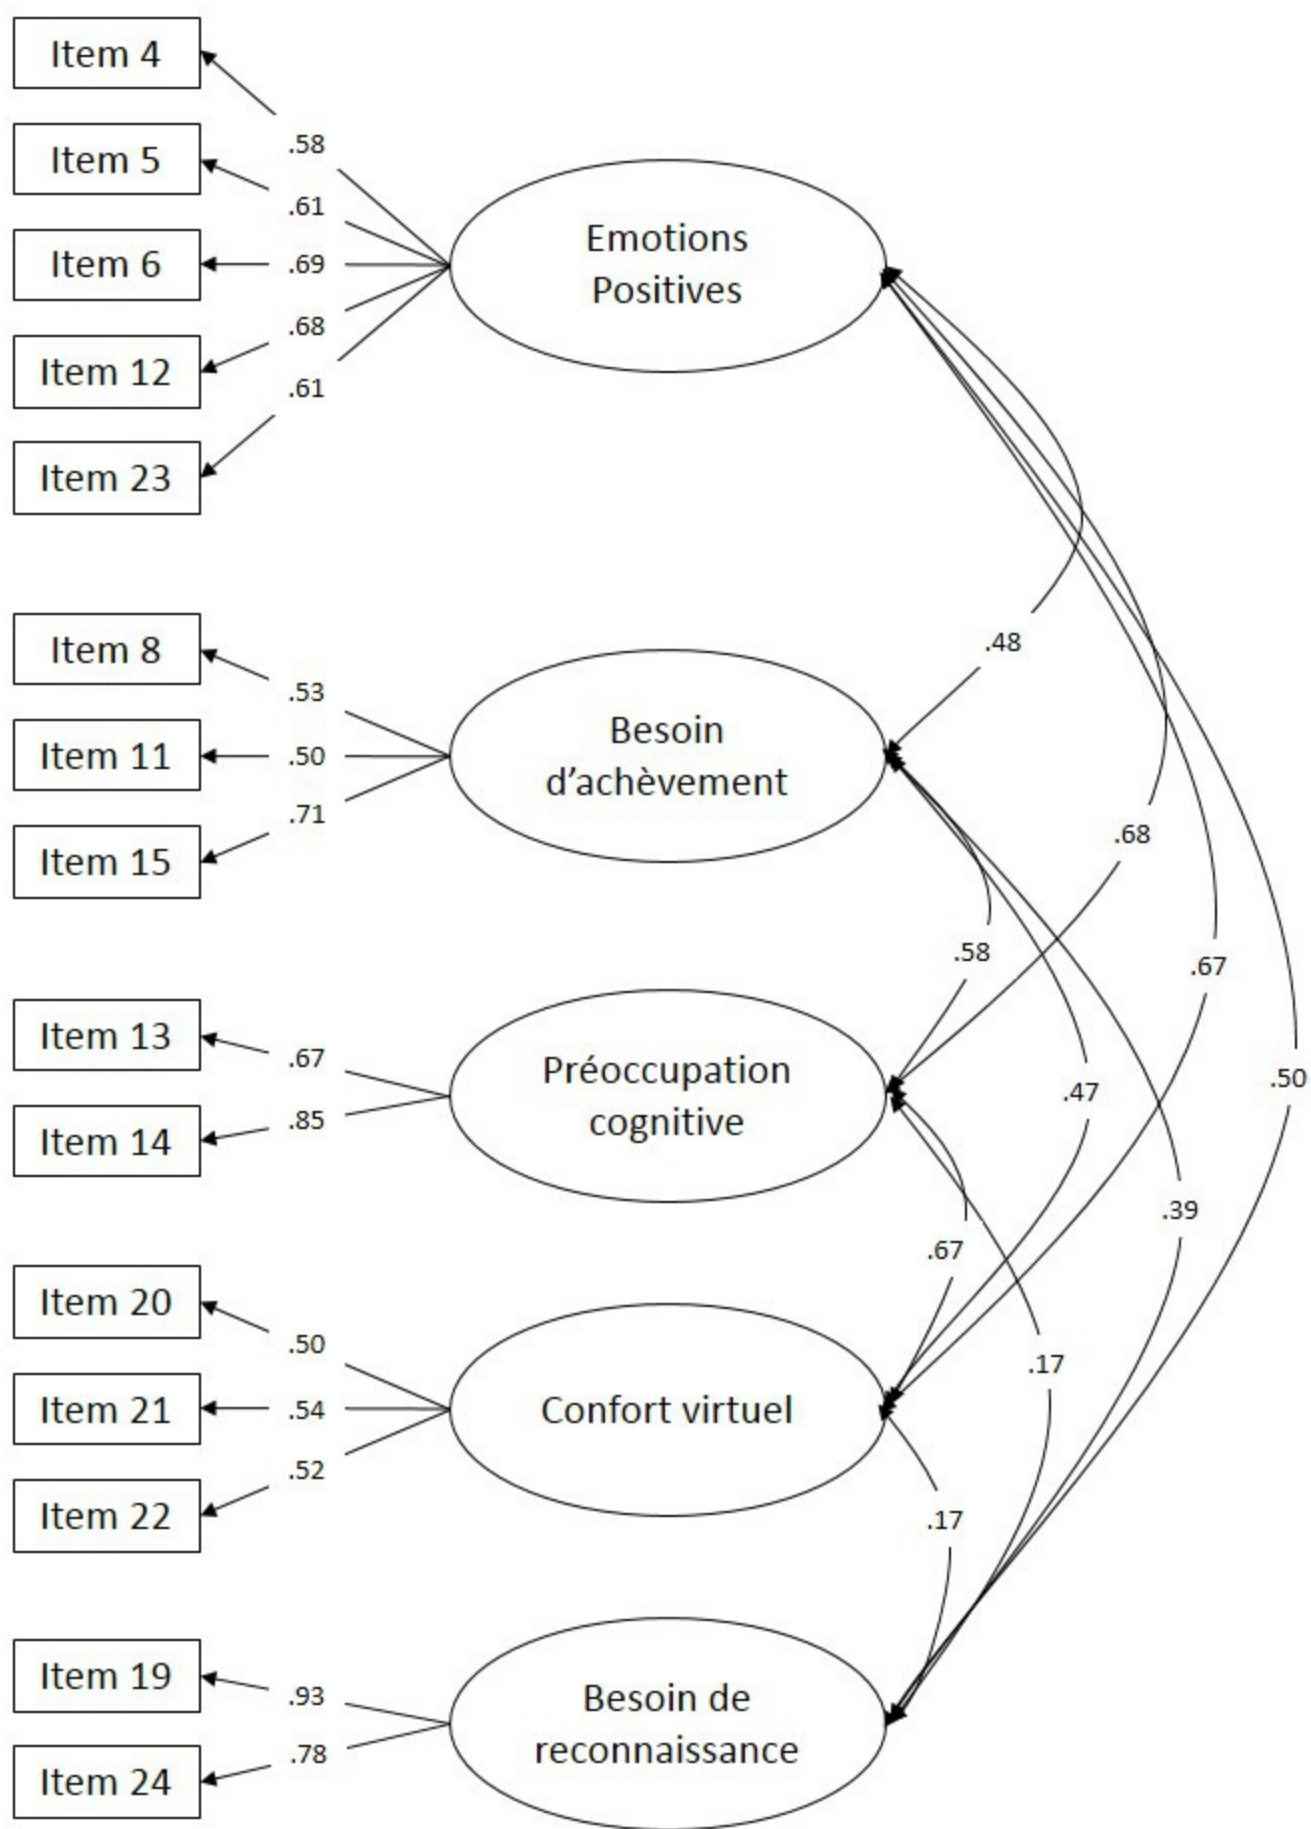 Item 4
Item 5
Item 6
Item 12
Item 23
.58
.61
.69
.68
.61
Emotions
Positives
.48
Item 8
Item 11
Item 15
.53
.50
.71
Besoin
d’achèvement
.68
.58
.67
Item 13
Item 14
.67
.85
Préoccupation
cognitive
.47
.50
.39
.67
Item 20
Item 21
Item 22
.50
.54
.52
Confort virtuel
.17
.17
Item 19
Item 24
.93
.78
Besoin de
reconnaissance